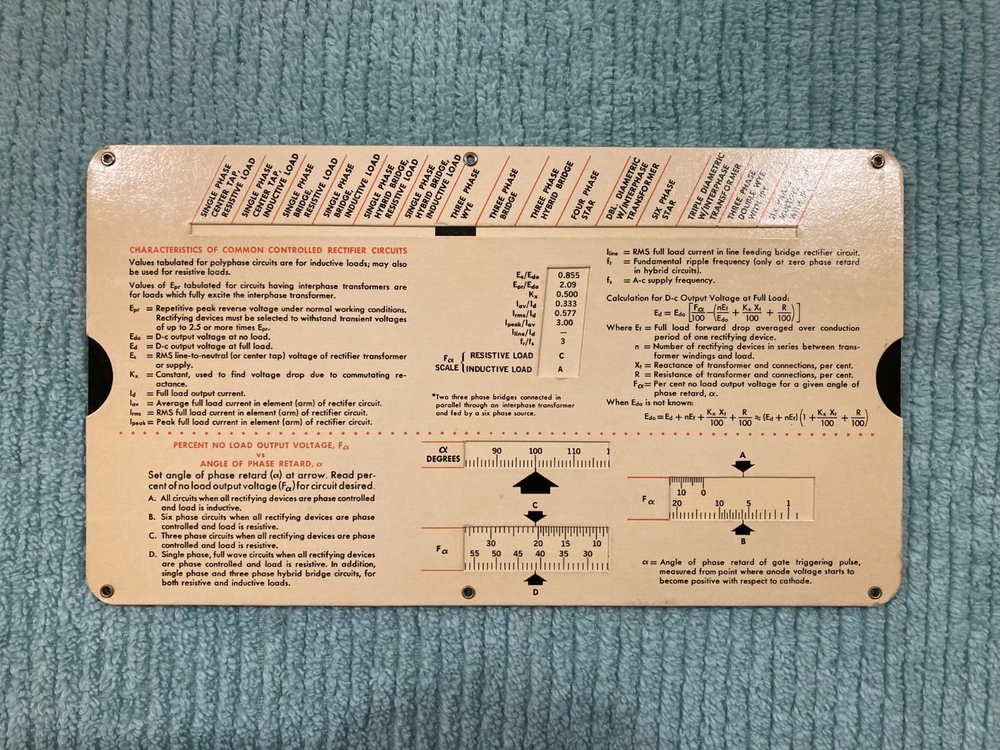 SINGLE PHASE
CENTER TAP,
RESISTIVE LOAD
SINGLE PHASE
CENTER TAP,
INDUCTIVE LOAD
SINGLE PHASE
BRIDGE,
RESISTIVE LOAD
SINGLE PHASE
BRIDGE,
INDUCTIVE LOAD
SINGLE PHASE
HYBRID BRIDGE,
RESISTIVE LOAD
SINGLE PHASE
HYBRID BRIDGE,
INDUCTIVE LOAD
THREE PHASE
WYE
THREE PHASE
BRIDGE
THREE PHASE
HYBRID BRIDGE
FOUR PHASE
STAR
DBL. DIAMETRIC
W/INTERPHASE
TRANSFORMER
SIX PHASE
STAR
TRIPLE DIAMETRIC
W/INTERPHASE
TRANSFORMER
THREE PHASE
DOUBLE WYE
CHARACTERISTICS OF COMMON CONTROLLED RECTIFIER CIRCUITS
Values tabulated for polyphase circuits are for inductive loads; may also
be used for resistive loads.
Values of Epr tabulated for circuits having interphase transformers are
for loads which fully excite the interphase transformer.
Epr = Repetitive peak reverse voltage under normal working conditions.
Rectifying devices must be selected to withstand transient voltages
of up to 2.5 or more times Epr.
Edo = D-c output voltage at no load.
Ed = D-c output voltage at full load.
Es = RMS line-to-neutral (or center tap) voltage of rectifier transformer
or supply.
Kx = Constant, used to find voltage drop due to commutating re-
actance.
Id = Full load output current.
Iav = Average full load current in element (arm) of rectifier circuit.
Irms = RMS full load current in element (arm) of rectifier circuit.
Ipeak = Peak full load current in element (arm) of rectifier circuit.
Es/Edo 0.855
Epr/Edo 2.09
Kx 0.500
Iav/Id 0.333
Irms/Id 0.577
Ipeak/Iav 3.00
Iline/Id —
fr/fs 3
Fα SCALE { RESISTIVE LOAD C
INDUCTIVE LOAD A
*Two three phase bridges connected in
parallel through an interphase transformer
and fed by a six phase source.
Iline = RMS full load current in line feeding bridge rectifier circuit.
fr = Fundamental ripple frequency (only at zero phase retard
in hybrid circuits).
fs = A-c supply frequency.
Calculation for D-c Output Voltage at Full Load:
Ed = Edo [Fα/100 − (nEf/Edo + Kx Xt/100 + R/100)]
Where Ef = Full load forward drop averaged over conduction
period of one rectifying device.
n = Number of rectifying devices in series between trans-
former windings and load.
Xt = Reactance of transformer and connections, per cent.
R = Resistance of transformer and connections, per cent.
Fα = Per cent no load output voltage for a given angle of
phase retard, α.
When Edo is not known:
Edo = Ed + nEf + Kx Xt/100 + R/100 ≈ (Ed + nEf) (1 + Kx Xt/100 + R/100)
PERCENT NO LOAD OUTPUT VOLTAGE, Fα
vs
ANGLE OF PHASE RETARD, α
Set angle of phase retard (α) at arrow. Read per-
cent of no load output voltage (Fα) for circuit desired.
A. All circuits when all rectifying devices are phase controlled
and load is inductive.
B. Six phase circuits when all rectifying devices are phase
controlled and load is resistive.
C. Three phase circuits when all rectifying devices are phase
controlled and load is resistive.
D. Single phase, full wave circuits when all rectifying devices
are phase controlled and load is resistive. In addition,
single phase and three phase hybrid bridge circuits, for
both resistive and inductive loads.
α
DEGREES
90 100 110 1
C
Fα
30 20 15 10
55 50 45 40 35 30
D
A
Fα
10 0
20 10 5 1
B
α = Angle of phase retard of gate triggering pulse,
measured from point where anode voltage starts to
become positive with respect to cathode.